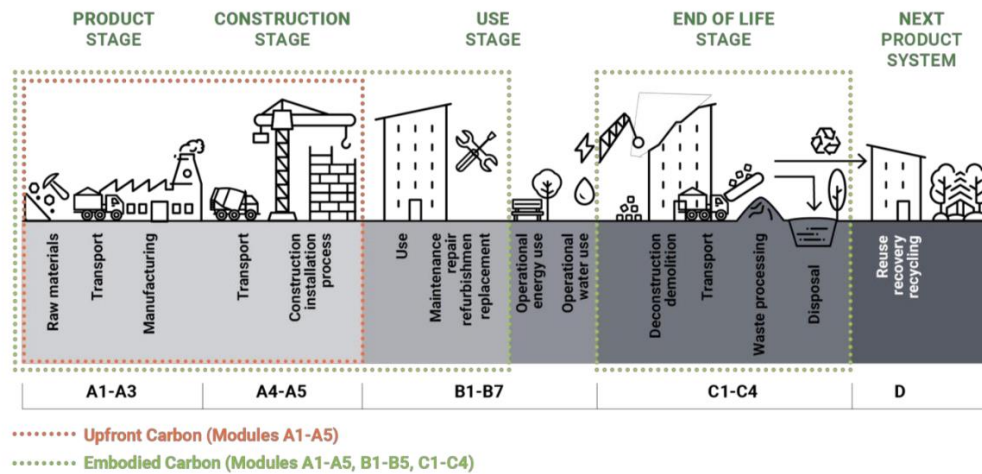 PRODUCT
STAGE
CONSTRUCTION
STAGE
USE
STAGE
END OF LIFE
STAGE
NEXT
PRODUCT
SYSTEM
Raw materials
Transport
Manufacturing
Transport
Construction
installation
process
Use
Maintenance
repair
refurbishmen
replacement
Operational
energy use
Operational
water use
Deconstruction
demolition
Transport
Waste processing
Disposal
Reuse
recovery
recycling
A1-A3
A4-A5
B1-B7
C1-C4
D
Upfront Carbon (Modules A1-A5)
Embodied Carbon (Modules A1-A5, B1-B5, C1-C4)